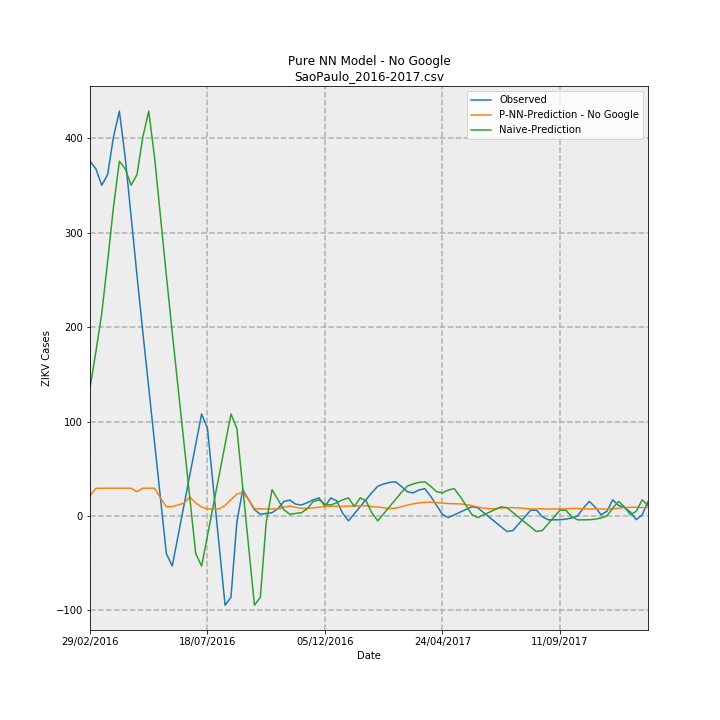 Pure NN Model - No Google
SaoPaulo_2016-2017.csv
Observed
P-NN-Prediction - No Google
Naive-Prediction
ZIKV Cases
400
300
200
100
0
−100
29/02/2016
18/07/2016
05/12/2016
24/04/2017
11/09/2017
Date